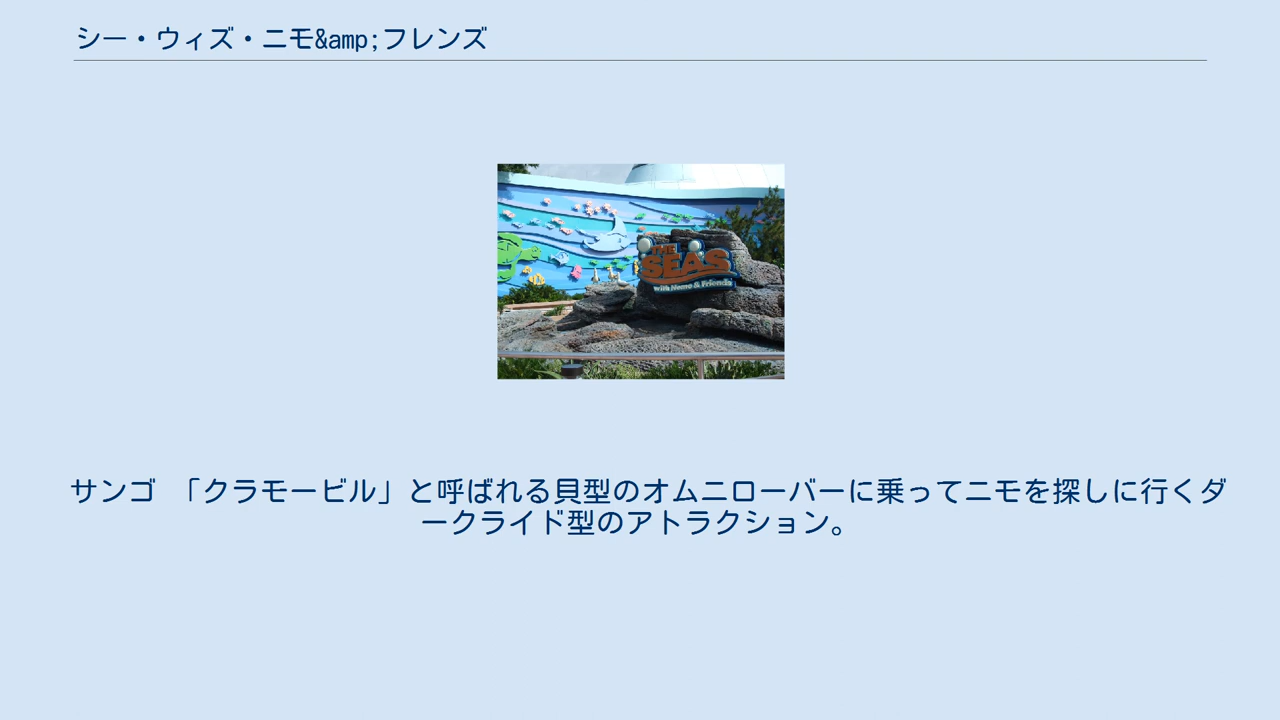 シー・ウィズ・ニモ&amp;フレンズ
THE
SEAS
with Nemo & Friends
サンゴ 「クラモービル」と呼ばれる貝型のオムニローバーに乗ってニモを探しに行くダ
ークライド型のアトラクション。